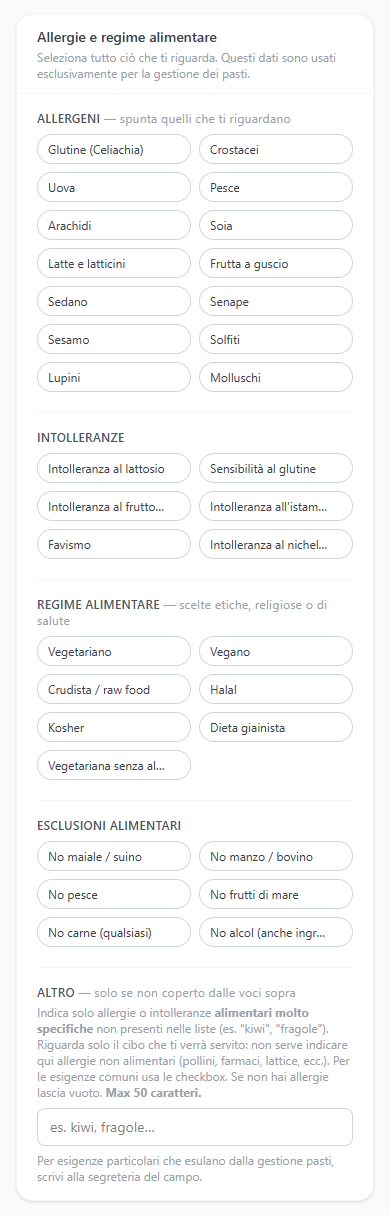 Allergie e regime alimentare
Seleziona tutto ciò che ti riguarda. Questi dati sono usati
esclusivamente per la gestione dei pasti.
ALLERGENI — spunta quelli che ti riguardano
Glutine (Celiachia)
Crostacei
Uova
Pesce
Arachidi
Soia
Latte e latticini
Frutta a guscio
Sedano
Senape
Sesamo
Solfiti
Lupini
Molluschi
INTOLLERANZE
Intolleranza al lattosio
Sensibilità al glutine
Intolleranza al frutto...
Intolleranza all'istam...
Favismo
Intolleranza al nichel...
REGIME ALIMENTARE — scelte etiche, religiose o di
salute
Vegetariano
Vegano
Crudista / raw food
Halal
Kosher
Dieta giainista
Vegetariana senza al...
ESCLUSIONI ALIMENTARI
No maiale / suino
No manzo / bovino
No pesce
No frutti di mare
No carne (qualsiasi)
No alcol (anche ingr...
ALTRO — solo se non coperto dalle voci sopra
Indica solo allergie o intolleranze alimentari molto
specifiche non presenti nelle liste (es. "kiwi", "fragole").
Riguarda solo il cibo che ti verrà servito: non serve indicare
qui allergie non alimentari (pollini, farmaci, lattice, ecc.). Per
le esigenze comuni usa le checkbox. Se non hai allergie
lascia vuoto. Max 50 caratteri.
es. kiwi, fragole...
Per esigenze particolari che esulano dalla gestione pasti,
scrivi alla segreteria del campo.